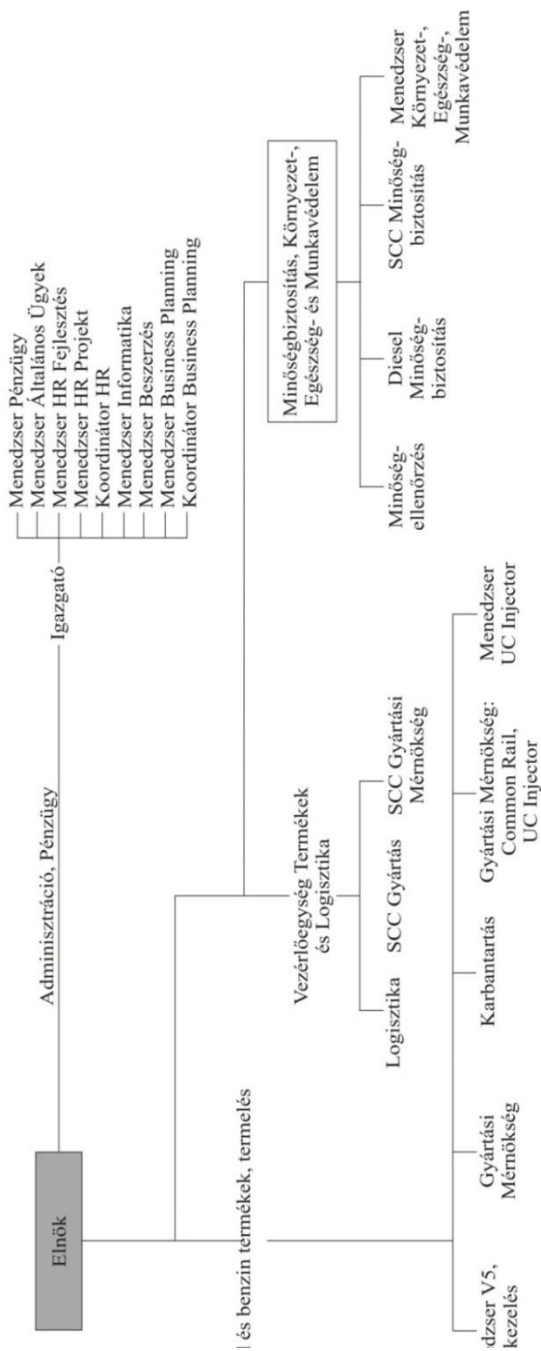 Elnök
Adminisztráció, Pénzügy
Igazgató
Menedzser Pénzügy
Menedzser Általános Ügyek
Menedzser HR Fejlesztés
Menedzser HR Projekt
Koordinátor HR
Menedzser Informatika
Menedzser Beszerzés
Menedzser Business Planning
Koordinátor Business Planning
Minőségbiztosítás, Környezet-,
Egészség- és Munkavédelem
Minőség-
ellenőrzés
Diesel
Minőség-
biztosítás
SCC Minőség-
biztosítás
Menedzser
Környezet-,
Egészség-,
Munkavédelem
Vezérlőegység Termékek
és Logisztika
Logisztika
SCC Gyártás
SCC Gyártási
Mérnökség
és benzin termékek, termelés
V5,
Gyártási
Mérnökség
Karbantartás
Gyártási Mérnökség:
Common Rail,
UC Injector
Menedzser
UC Injector